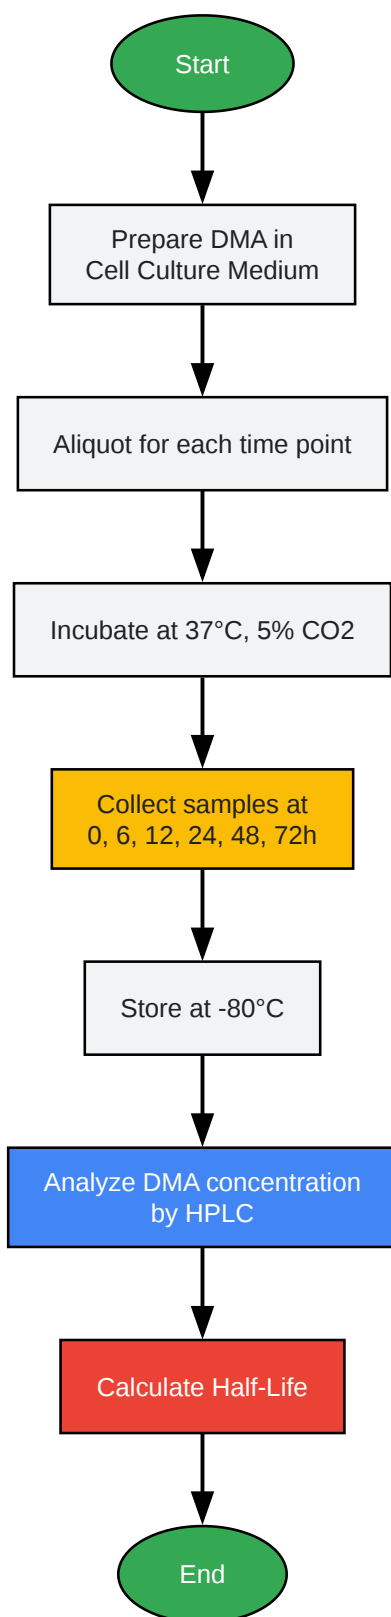 Start
Prepare DMA in
Cell Culture Medium
Aliquot for each time point
Incubate at 37°C, 5% CO2
Collect samples at
0, 6, 12, 24, 48, 72h
Store at -80°C
Analyze DMA concentration
by HPLC
Calculate Half-Life
End